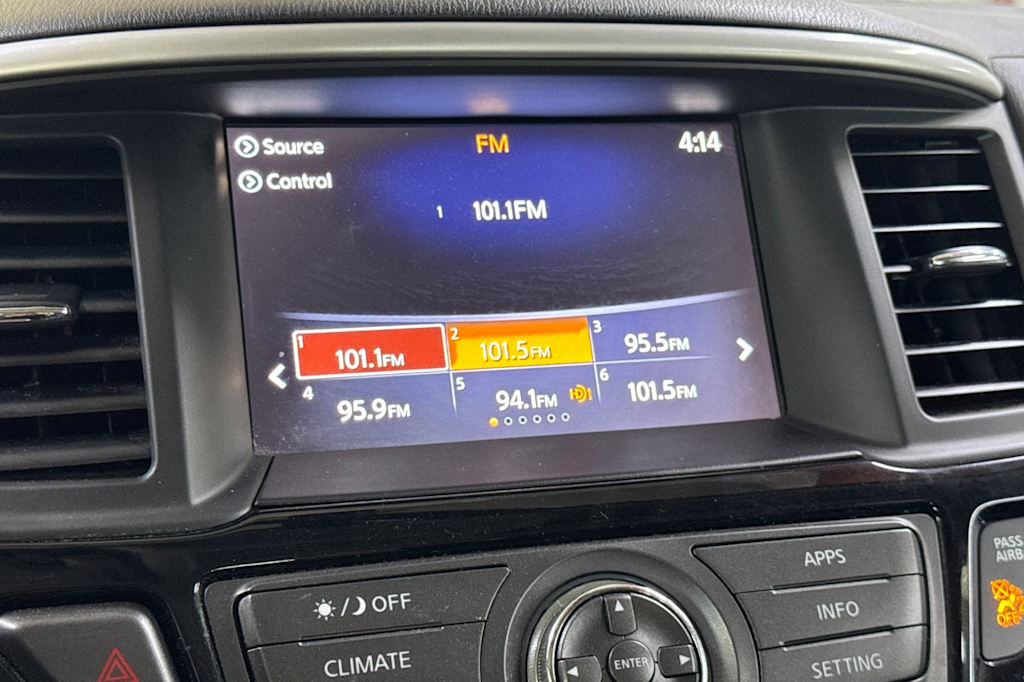 Source
FM
4:14
Control
1 101.1FM
1 101.1FM
2 101.5FM
3 95.5FM
4 95.9FM
5 94.1FM HD1
6 101.5FM
/ OFF
CLIMATE
ENTER
APPS
INFO
SETTING
PASS
AIRB
OFF